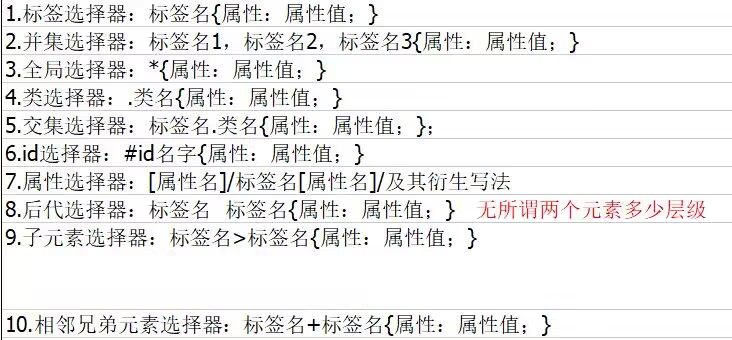 1.标签选择器：标签名{属性：属性值；}
2.并集选择器：标签名1，标签名2，标签名3{属性：属性值；}
3.全局选择器：*{属性：属性值；}
4.类选择器：.类名{属性：属性值；}
5.交集选择器：标签名.类名{属性：属性值；}；
6.id选择器：#id名字{属性：属性值；}
7.属性选择器：[属性名]/标签名[属性名]/及其衍生写法
8.后代选择器：标签名  标签名{属性：属性值；}  无所谓两个元素多少层级
9.子元素选择器：标签名>标签名{属性：属性值；}
10.相邻兄弟元素选择器：标签名+标签名{属性：属性值；}